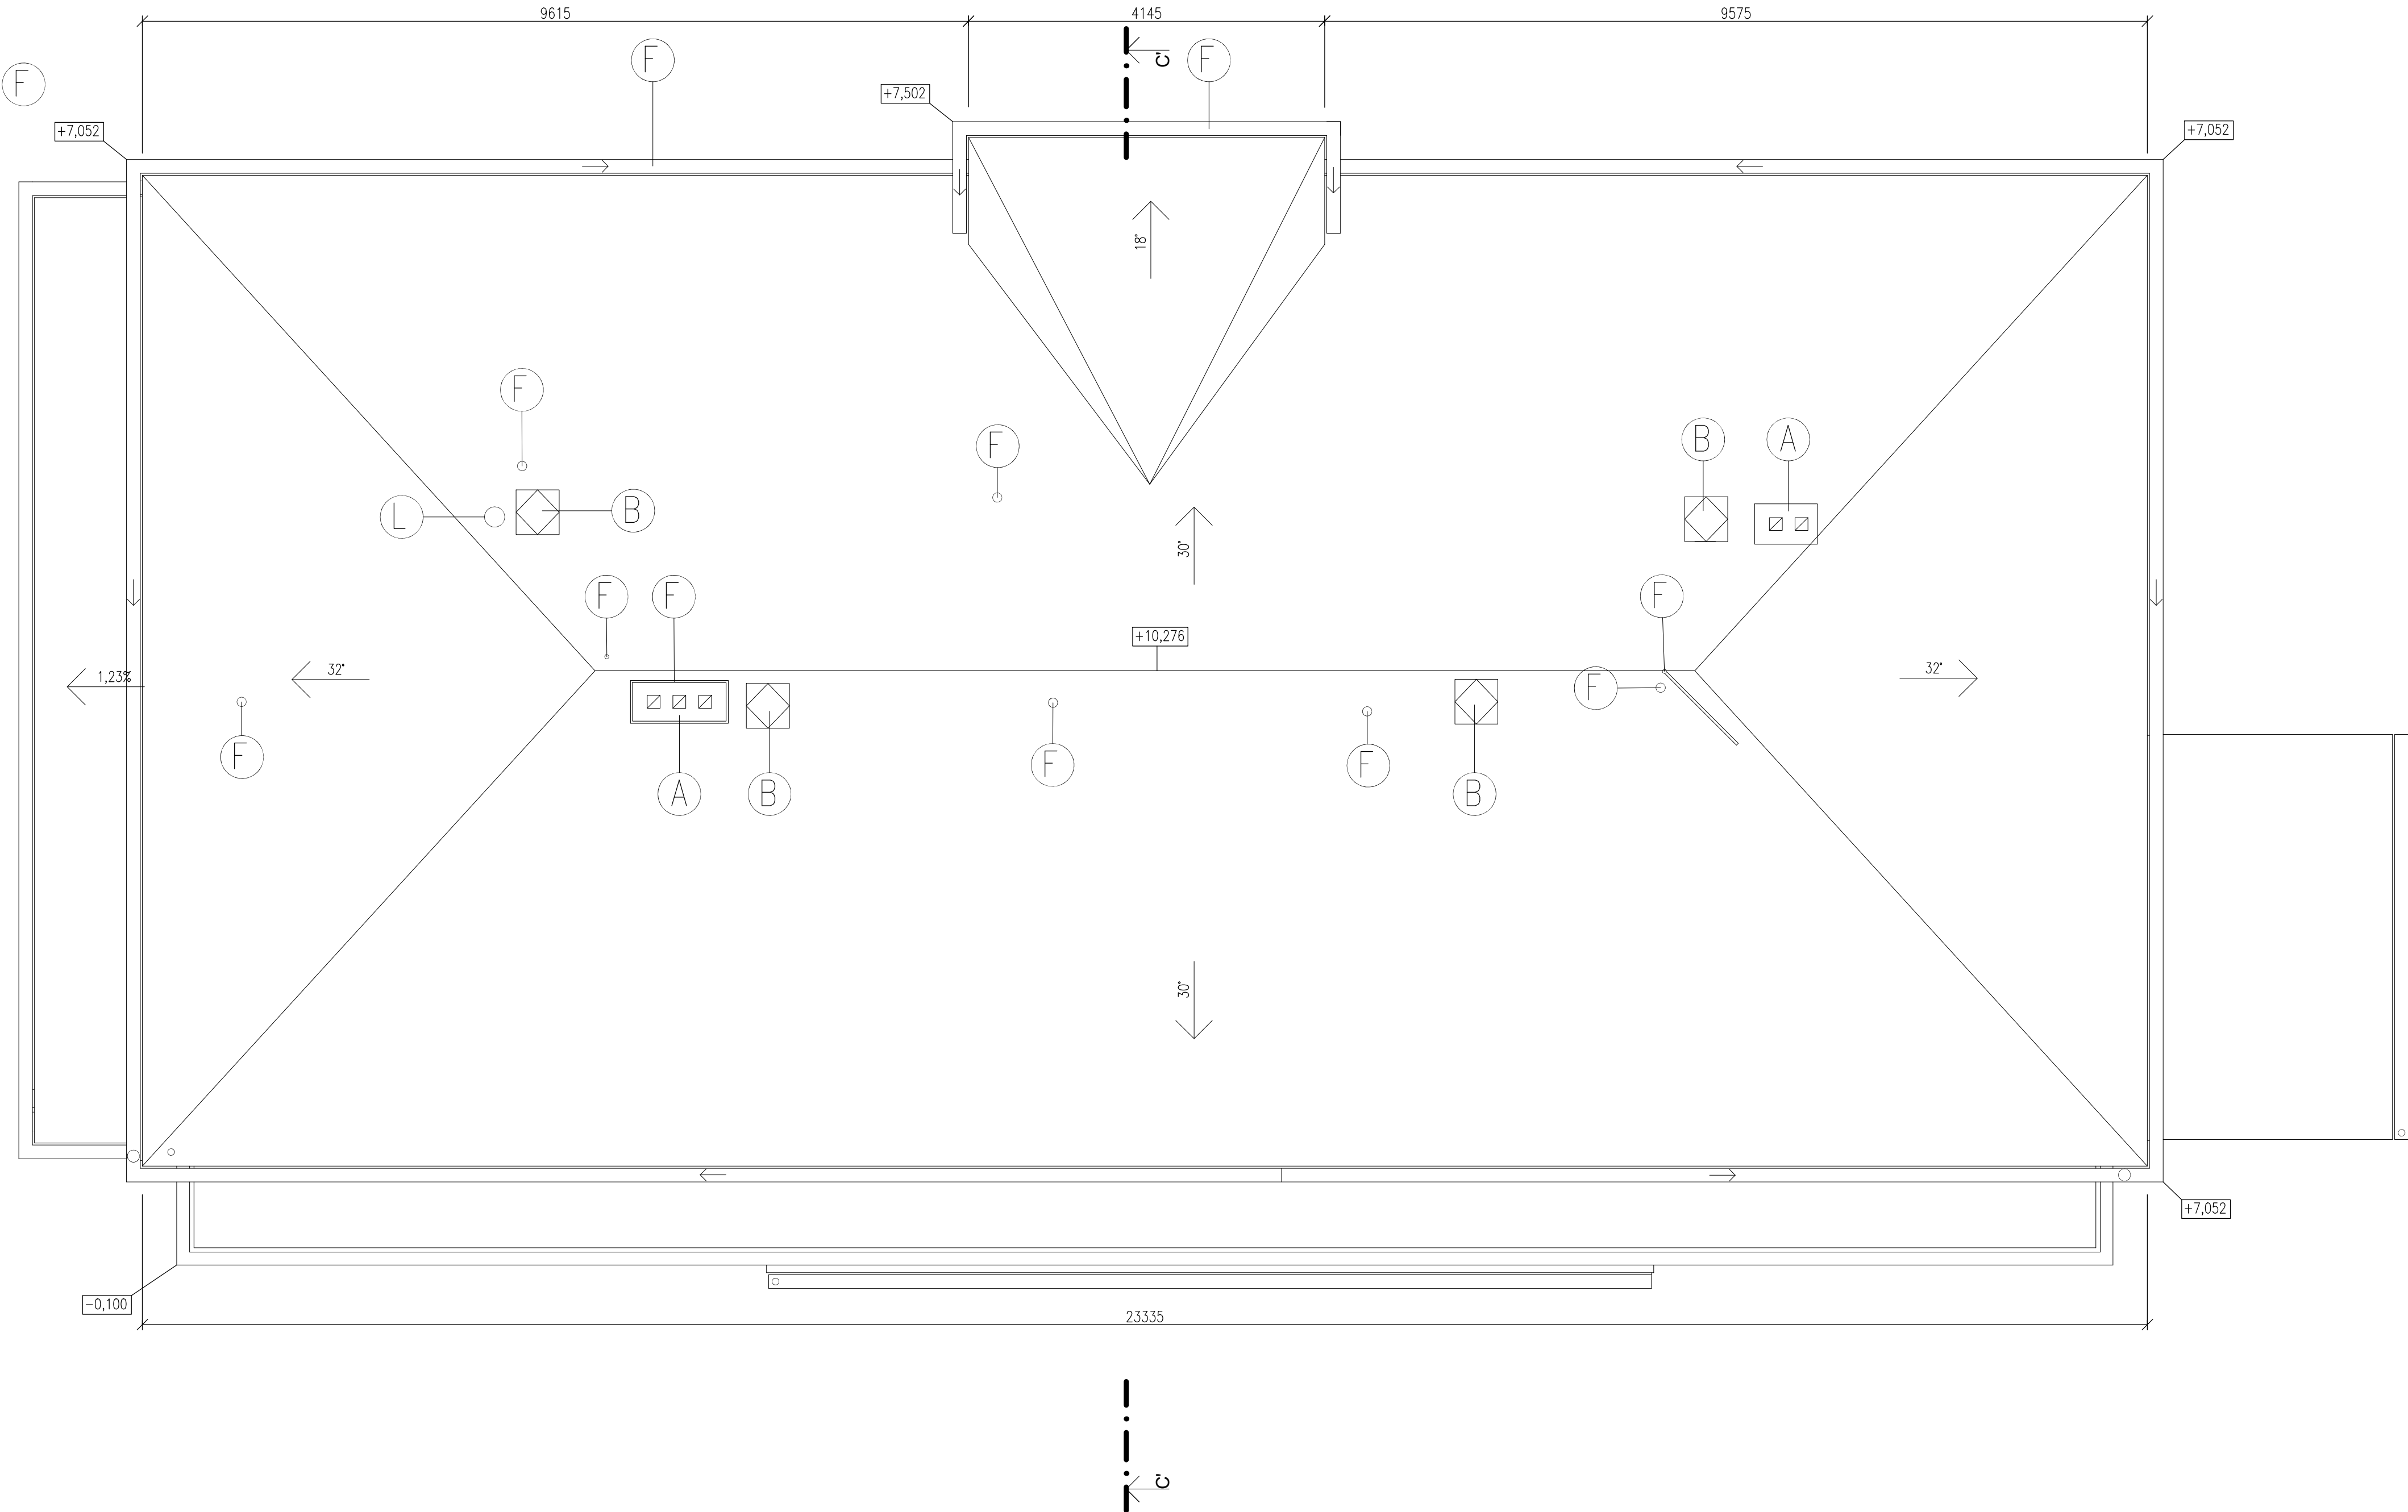 9615
4145
9575
C'
F
F
F
+7,502
+7,052
+7,052
18°
F
F
B
A
L
B
30°
F
F
F
+10,276
1,23%
32°
32°
F
F
F
F
A
B
B
30°
+7,052
-0,100
23335
C'